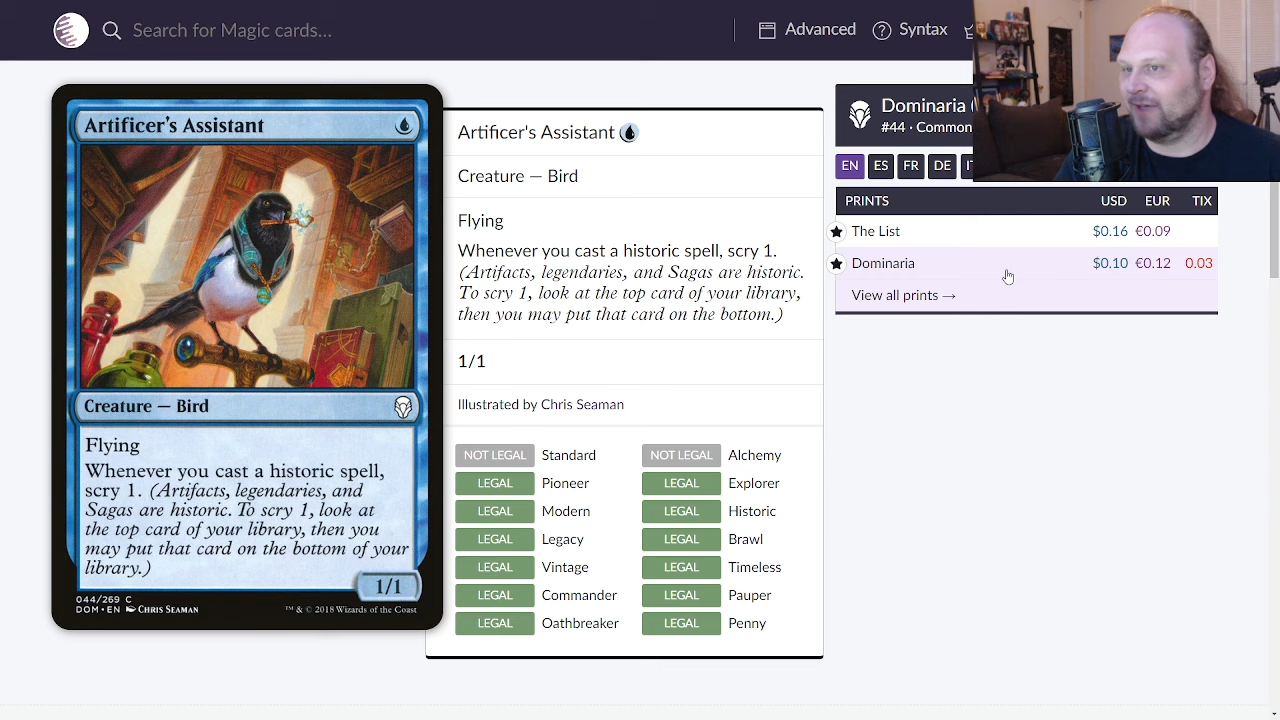 Search for Magic cards...
Advanced
Syntax
Artificer's Assistant
Creature — Bird
Flying
Whenever you cast a historic spell,
scry 1. (Artifacts, legendaries, and
Sagas are historic. To scry 1, look at
the top card of your library, then you
may put that card on the bottom of your
library.)
1/1
044/269 C
DOM • EN Chris Seaman
™ & © 2018 Wizards of the Coast
Artificer's Assistant
Creature — Bird
Flying
Whenever you cast a historic spell, scry 1.
(Artifacts, legendaries, and Sagas are historic.
To scry 1, look at the top card of your library,
then you may put that card on the bottom.)
1/1
Illustrated by Chris Seaman
NOT LEGAL Standard NOT LEGAL Alchemy
LEGAL Pioneer LEGAL Explorer
LEGAL Modern LEGAL Historic
LEGAL Legacy LEGAL Brawl
LEGAL Vintage LEGAL Timeless
LEGAL Commander LEGAL Pauper
LEGAL Oathbreaker LEGAL Penny
Dominaria (
#44 · Common
EN ES FR DE
PRINTS USD EUR TIX
The List $0.16 €0.09
Dominaria $0.10 €0.12 0.03
View all prints →